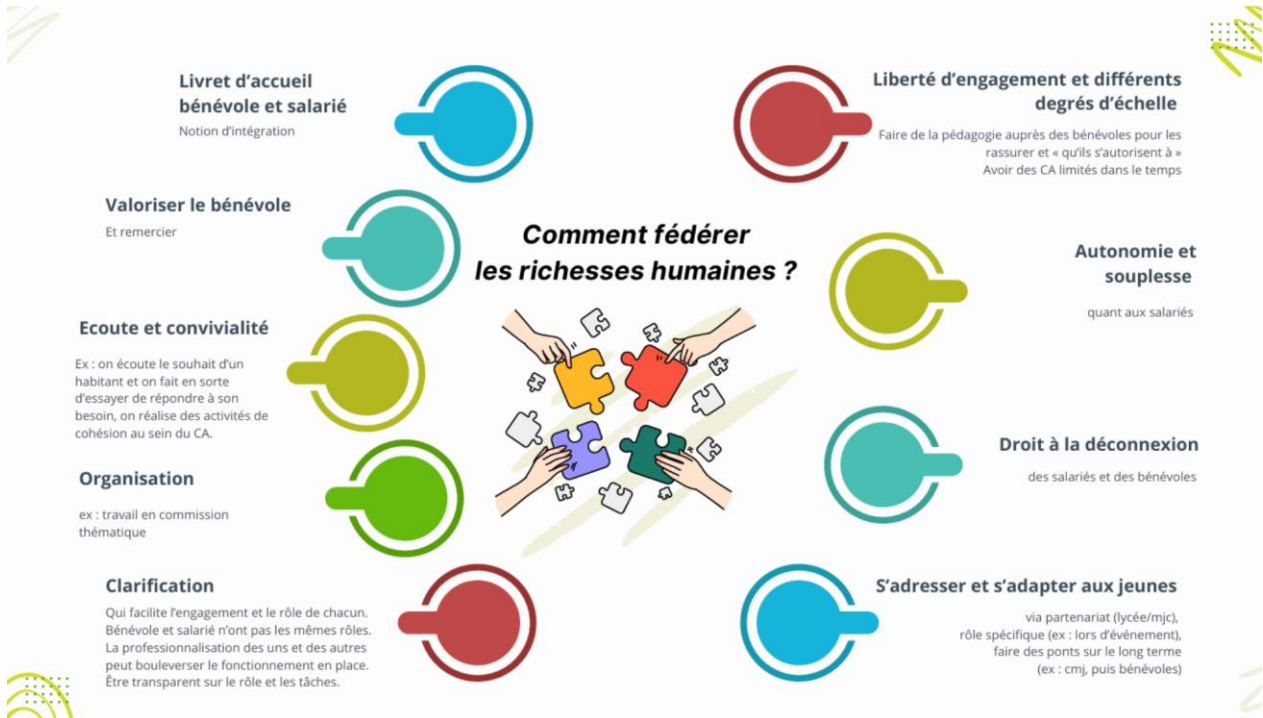 Livret d’accueil
bénévole et salarié
Notion d’intégration
Valoriser le bénévole
Et remercier
Ecoute et convivialité
Ex : on écoute le souhait d’un
habitant et on fait en sorte
d’essayer de répondre à son
besoin, on réalise des activités de
cohésion au sein du CA.
Organisation
ex : travail en commission
thématique
Clarification
Qui facilite l’engagement et le rôle de chacun.
Bénévole et salarié n’ont pas les mêmes rôles.
La professionnalisation des uns et des autres
peut bouleverser le fonctionnement en place.
Être transparent sur le rôle et les tâches.
Comment fédérer
les richesses humaines ?
Liberté d’engagement et différents
degrés d’échelle
Faire de la pédagogie auprès des bénévoles pour les
rassurer et « qu’ils s’autorisent à »
Avoir des CA limités dans le temps
Autonomie et
souplesse
quant aux salariés
Droit à la déconnexion
des salariés et des bénévoles
S’adresser et s’adapter aux jeunes
via partenariat (lycée/mjc),
rôle spécifique (ex : lors d’événement),
faire des ponts sur le long terme
(ex : cmj, puis bénévoles)